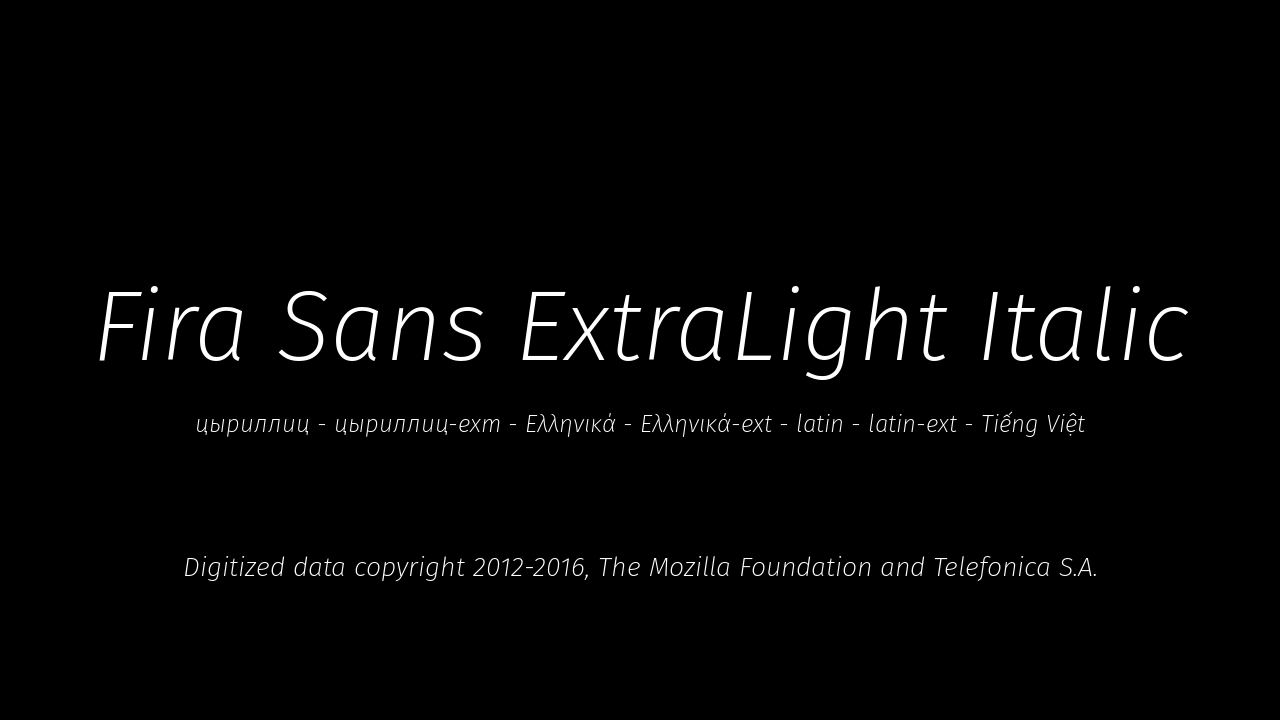 Fira Sans ExtraLight Italic
цыриллиц - цыриллиц-ext - Ελληνικά - Ελληνικά-ext - latin - latin-ext - Tiếng Việt
Digitized data copyright 2012-2016, The Mozilla Foundation and Telefonica S.A.